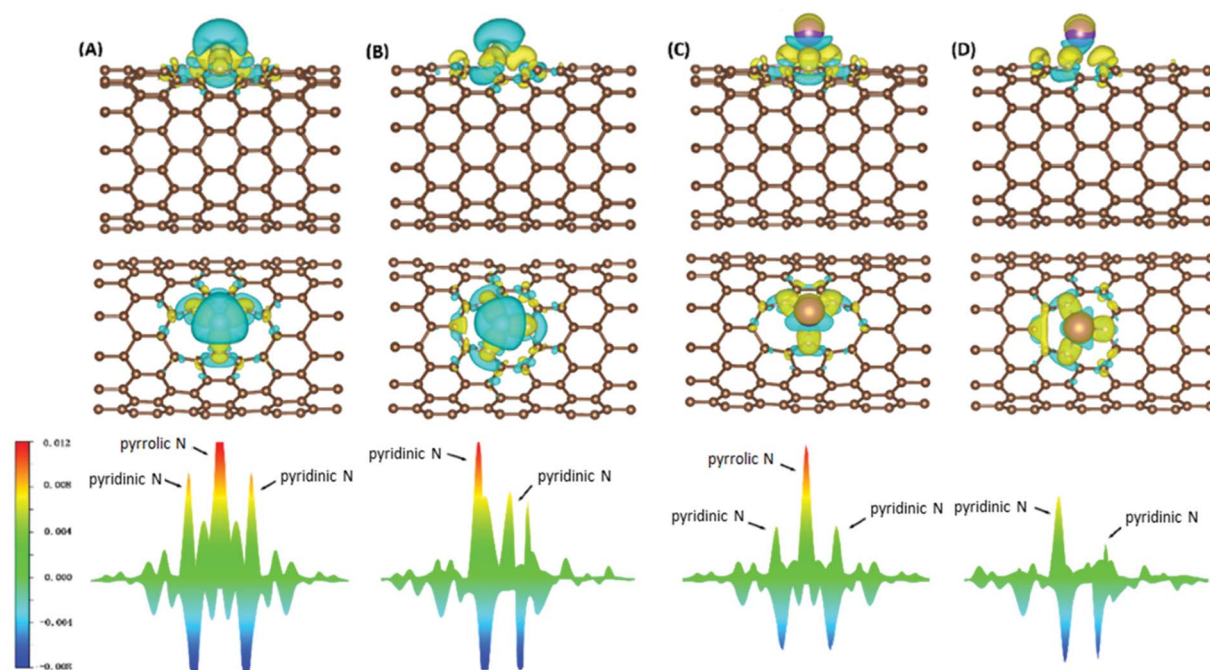 (A)
(B)
(C)
(D)
0.012
0.008
0.004
0.000
-0.004
-0.008
pyrrolic N
pyridinic N
pyridinic N
pyridinic N
pyridinic N
pyrrolic N
pyridinic N
pyridinic N
pyridinic N
pyridinic N